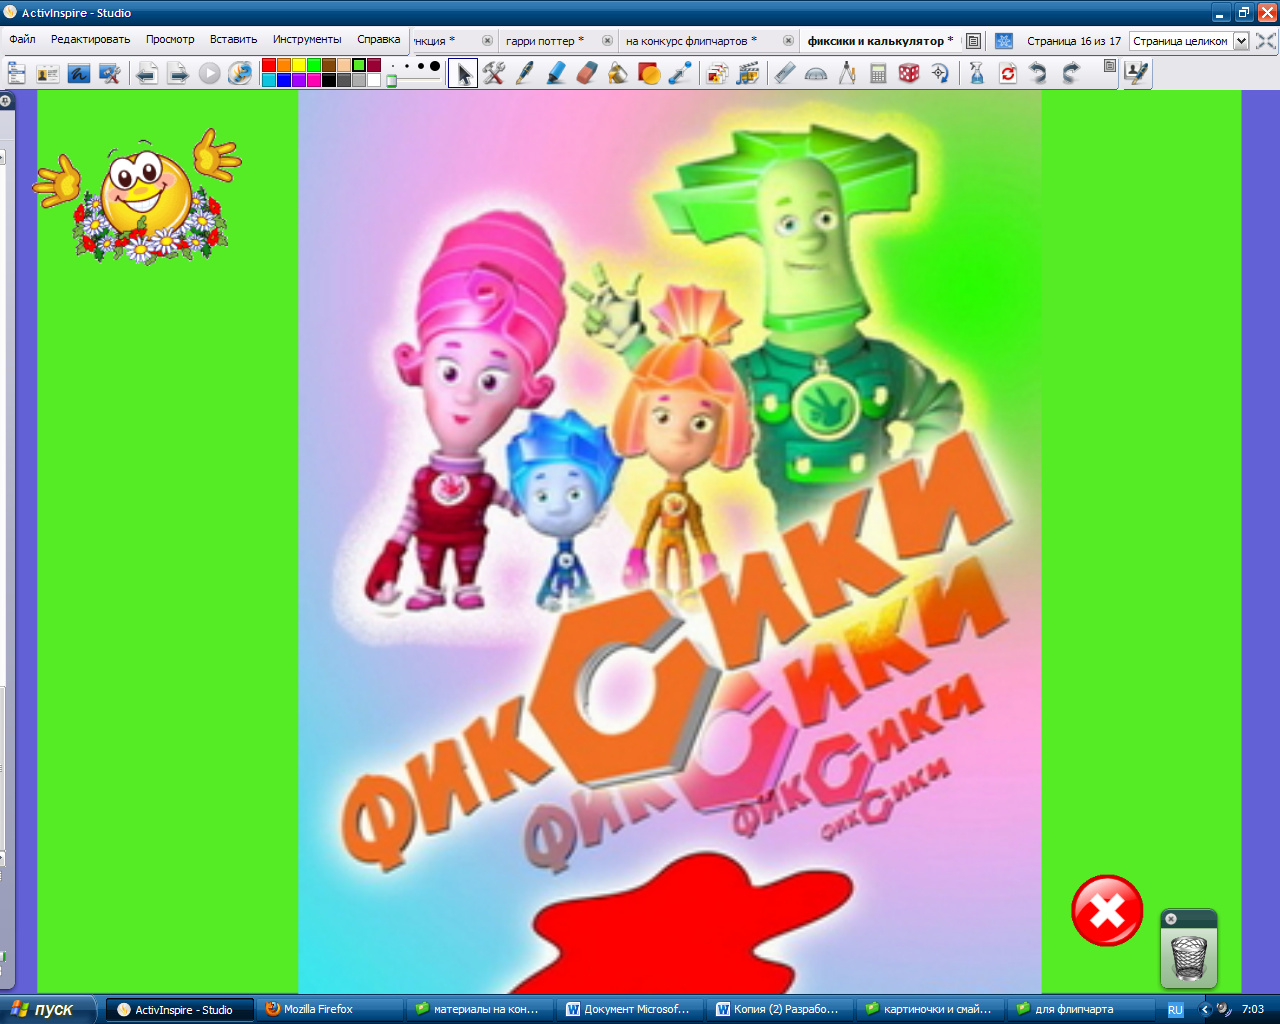 ActivInspire - Studio
Файл Редактировать Просмотр Вставить Инструменты Справка
нкция * гарри поттер * на конкурс флипчартов * фиксики и калькулятор * Страница 16 из 17 Страница целиком
фиксики
фиксики
фиксики
фиксики
пуск ActivInspire - Studio Mozilla Firefox материалы на кон... Документ Microsof... Копия (2) Разрабо... картиночки и смай... для флипчарта RU 7:03